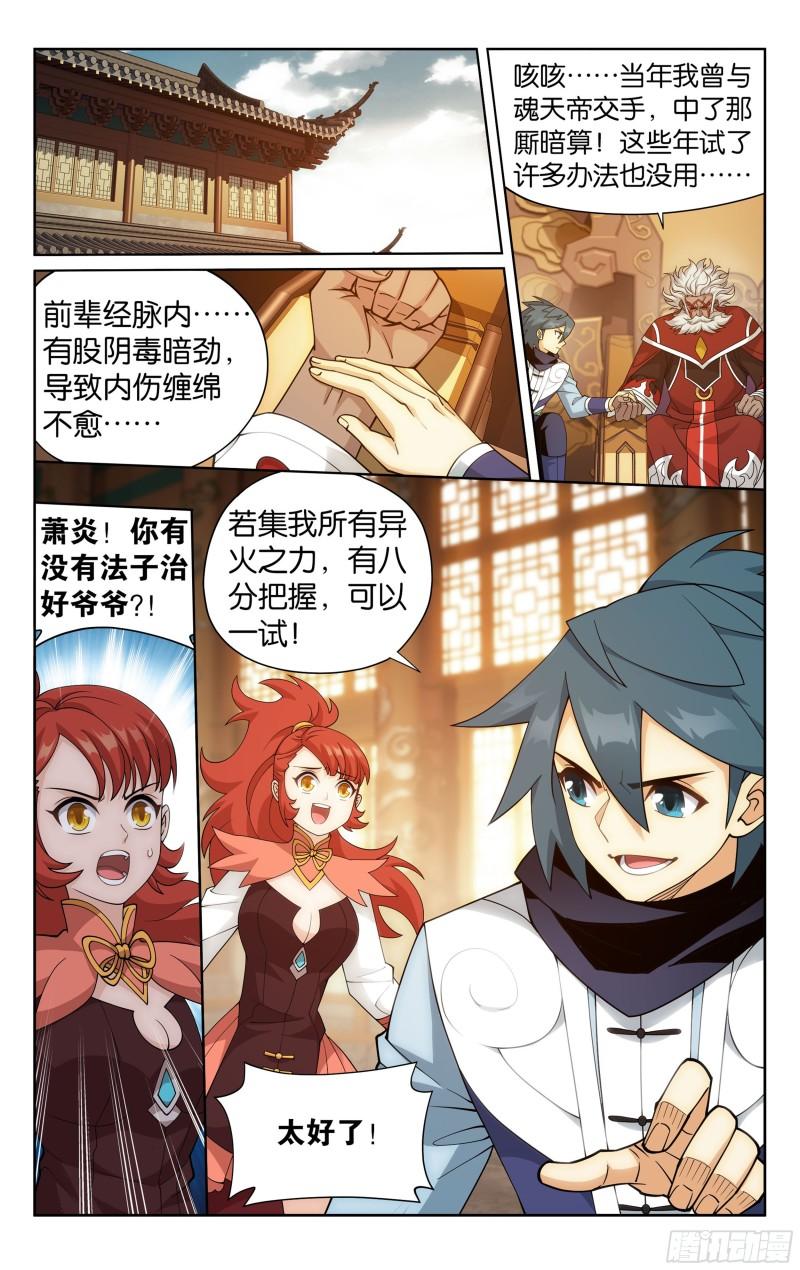 咳咳……当年我曾与
魂天帝交手，中了那
厮暗算！这些年试了
许多办法也没用……
前辈经脉内……
有股阴毒暗劲，
导致内伤缠绵
不愈……
萧炎！你有
没有法子治
好爷爷?!
若集我所有异
火之力，有八
分把握，可以
一试！
太好了！
腾讯动漫